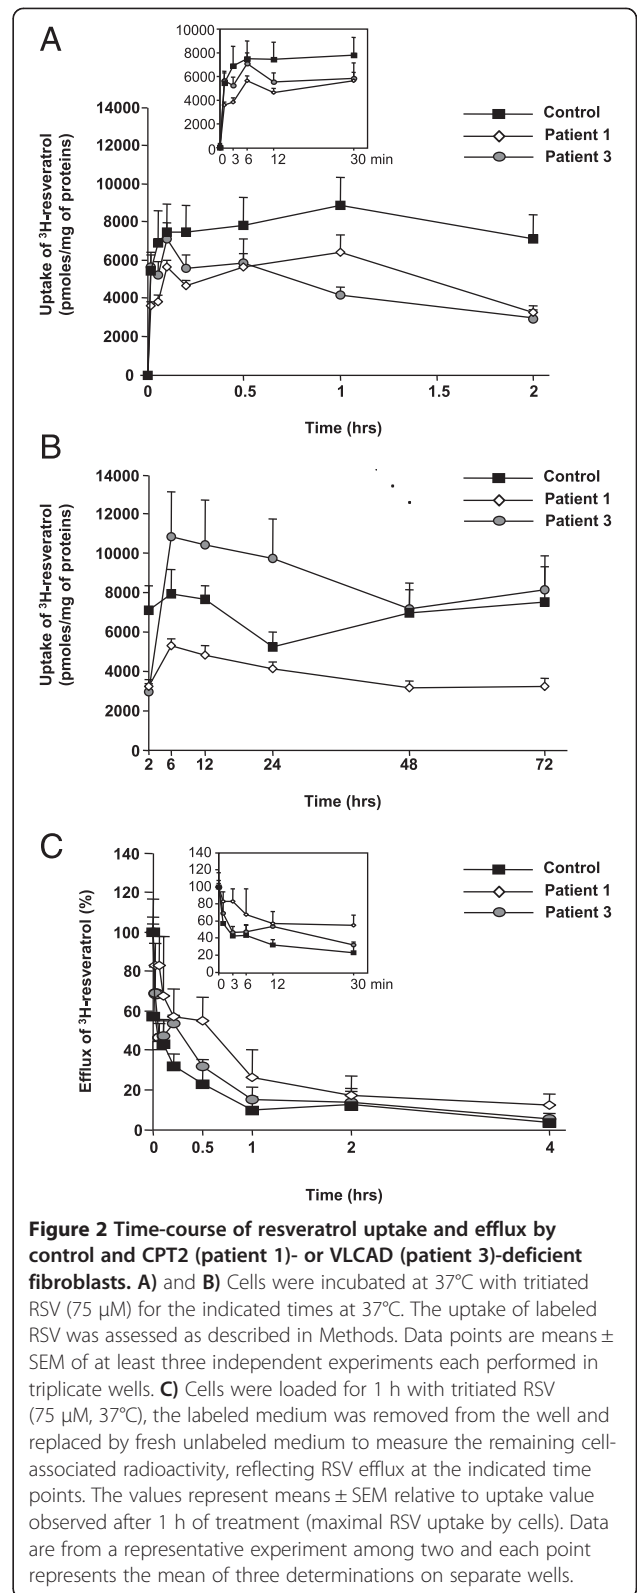 A
10000
8000
6000
4000
2000
0
0 3 6 12 30 min
14000
12000
10000
8000
6000
4000
2000
0
0 0.5 1 1.5 2
Uptake of ³H-resveratrol
(pmoles/mg of proteins)
Time (hrs)
Control
Patient 1
Patient 3
B
14000
12000
10000
8000
6000
4000
2000
0
2 6 12 24 48 72
Uptake of ³H-resveratrol
(pmoles/mg of proteins)
Time (hrs)
Control
Patient 1
Patient 3
C
140
120
100
80
60
40
20
0
0 3 6 12 30 min
140
120
100
80
60
40
20
0
0 0.5 1 2 4
Efflux of ³H-resveratrol (%)
Time (hrs)
Control
Patient 1
Patient 3
Figure 2 Time-course of resveratrol uptake and efflux by
control and CPT2 (patient 1)- or VLCAD (patient 3)-deficient
fibroblasts. A) and B) Cells were incubated at 37°C with tritiated
RSV (75 μM) for the indicated times at 37°C. The uptake of labeled
RSV was assessed as described in Methods. Data points are means ±
SEM of at least three independent experiments each performed in
triplicate wells. C) Cells were loaded for 1 h with tritiated RSV
(75 μM, 37°C), the labeled medium was removed from the well and
replaced by fresh unlabeled medium to measure the remaining cell-
associated radioactivity, reflecting RSV efflux at the indicated time
points. The values represent means ± SEM relative to uptake value
observed after 1 h of treatment (maximal RSV uptake by cells). Data
are from a representative experiment among two and each point
represents the mean of three determinations on separate wells.